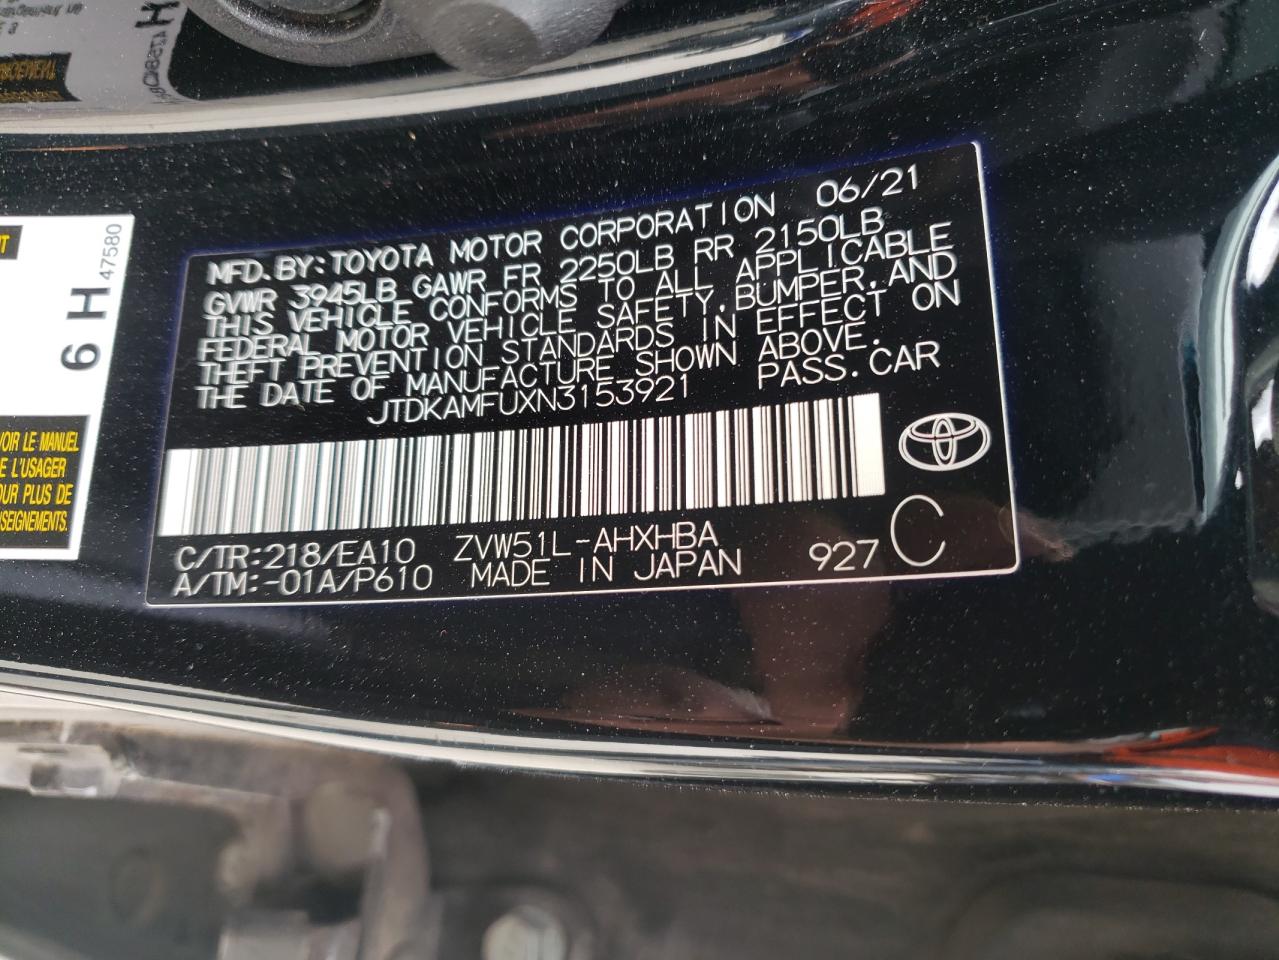 MFD. BY: TOYOTA MOTOR CORPORATION 06/21
GVWR 3945LB GAWR FR 2250LB RR 2150LB
THIS VEHICLE CONFORMS TO ALL APPLICABLE
FEDERAL MOTOR VEHICLE SAFETY, BUMPER, AND
THEFT PREVENTION STANDARDS IN EFFECT ON
THE DATE OF MANUFACTURE SHOWN ABOVE.
JTDKAMFUXN3153921 PASS. CAR
C/TR:218/EA10 ZVW51L-AHXHBA
A/TM:-01A/P610 MADE IN JAPAN 927 C
6 H 47580
VOIR LE MANUEL
L'USAGER
PLUS DE